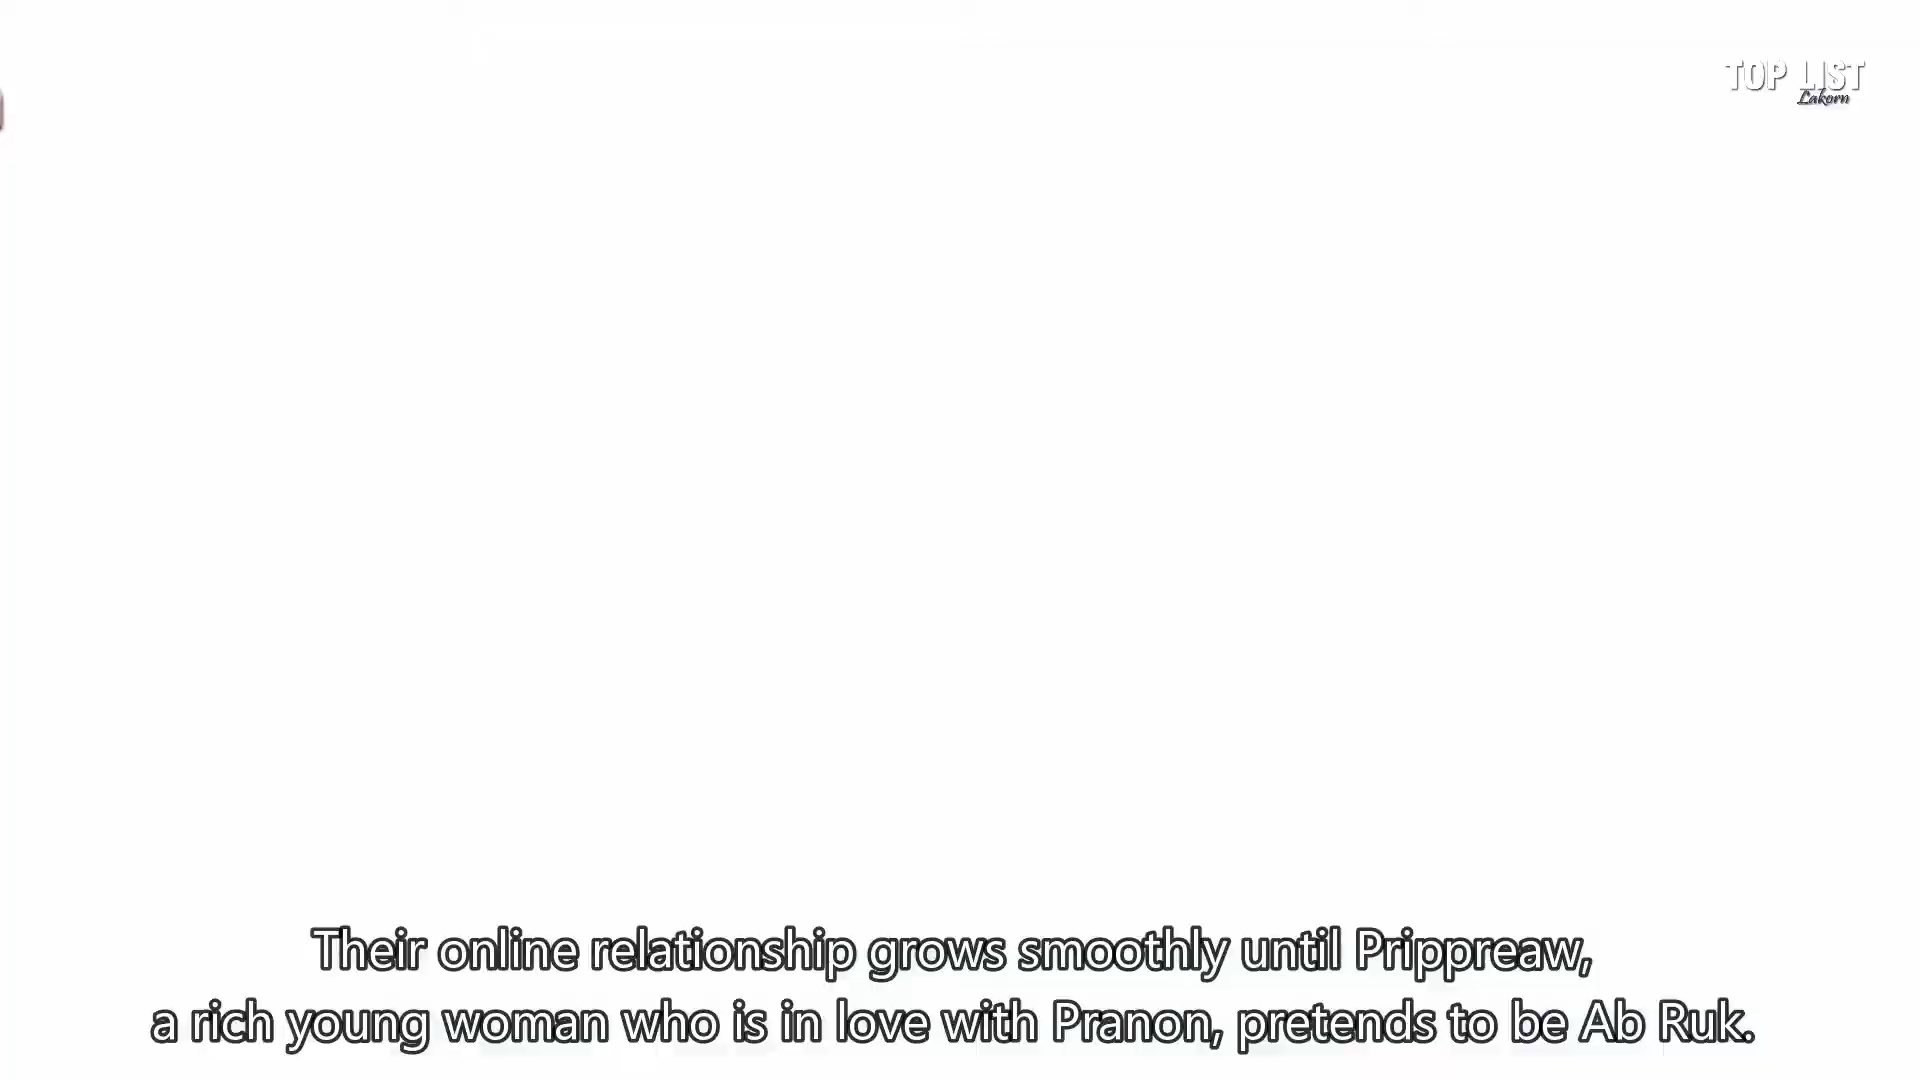 TOP LIST
Lakorn
Their online relationship grows smoothly until Prippreaw,
a rich young woman who is in love with Pranon, pretends to be Ab Ruk.